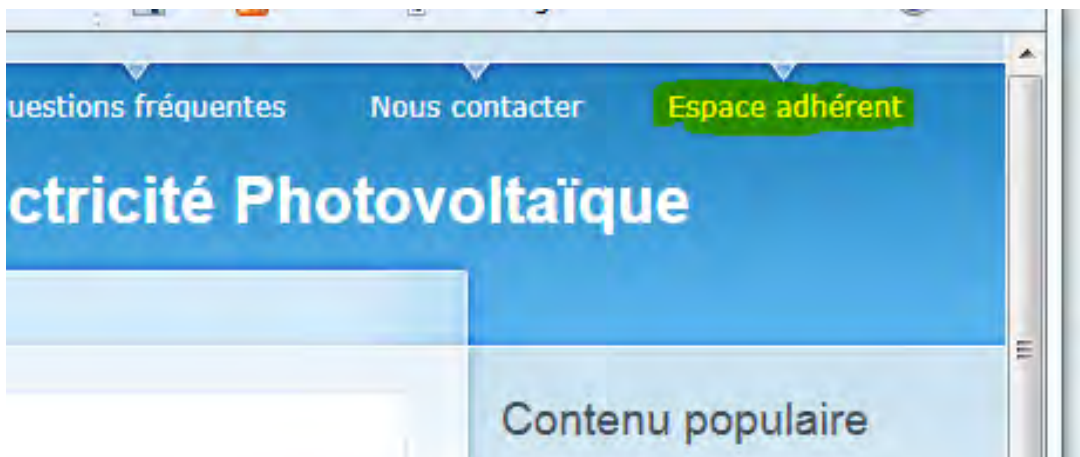 uestions fréquentes Nous contacter Espace adhérent
ctricité Photovoltaïque
Contenu populaire